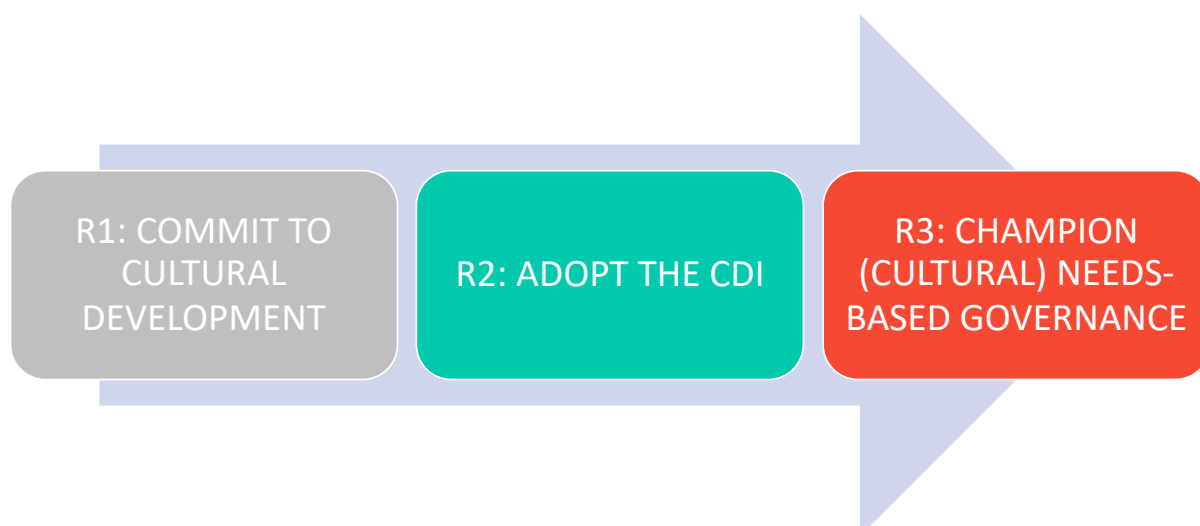 R1: COMMIT TO
CULTURAL
DEVELOPMENT
R2: ADOPT THE CDI
R3: CHAMPION
(CULTURAL) NEEDS-
BASED GOVERNANCE